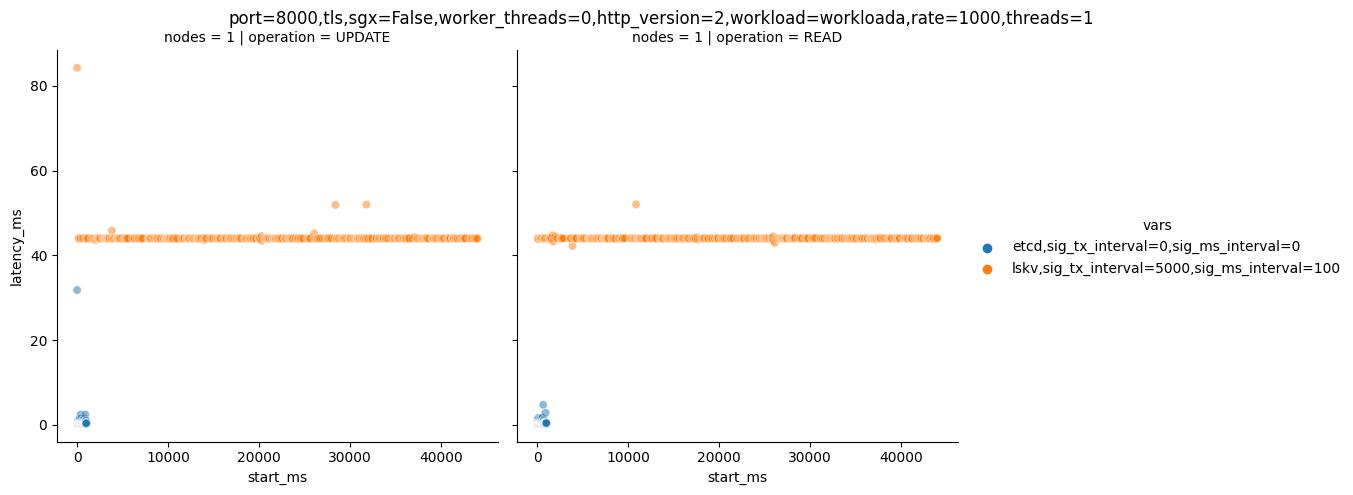 port=8000,tls,sgx=False,worker_threads=0,http_version=2,workload=workloada,rate=1000,threads=1
nodes = 1 | operation = UPDATE
nodes = 1 | operation = READ
latency_ms
80
60
40
20
0
0 10000 20000 30000 40000
start_ms
0 10000 20000 30000 40000
start_ms
vars
etcd,sig_tx_interval=0,sig_ms_interval=0
lskv,sig_tx_interval=5000,sig_ms_interval=100